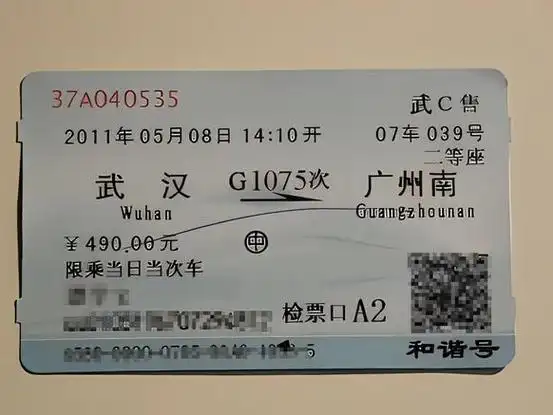 37A040535
武C售
2011年05月08日14:10开 07车039号
二等座
武汉 G1075次 广州南
Wuhan Guangzhounan
￥490.00元 中
限乘当日当次车
检票口A2
和谐号